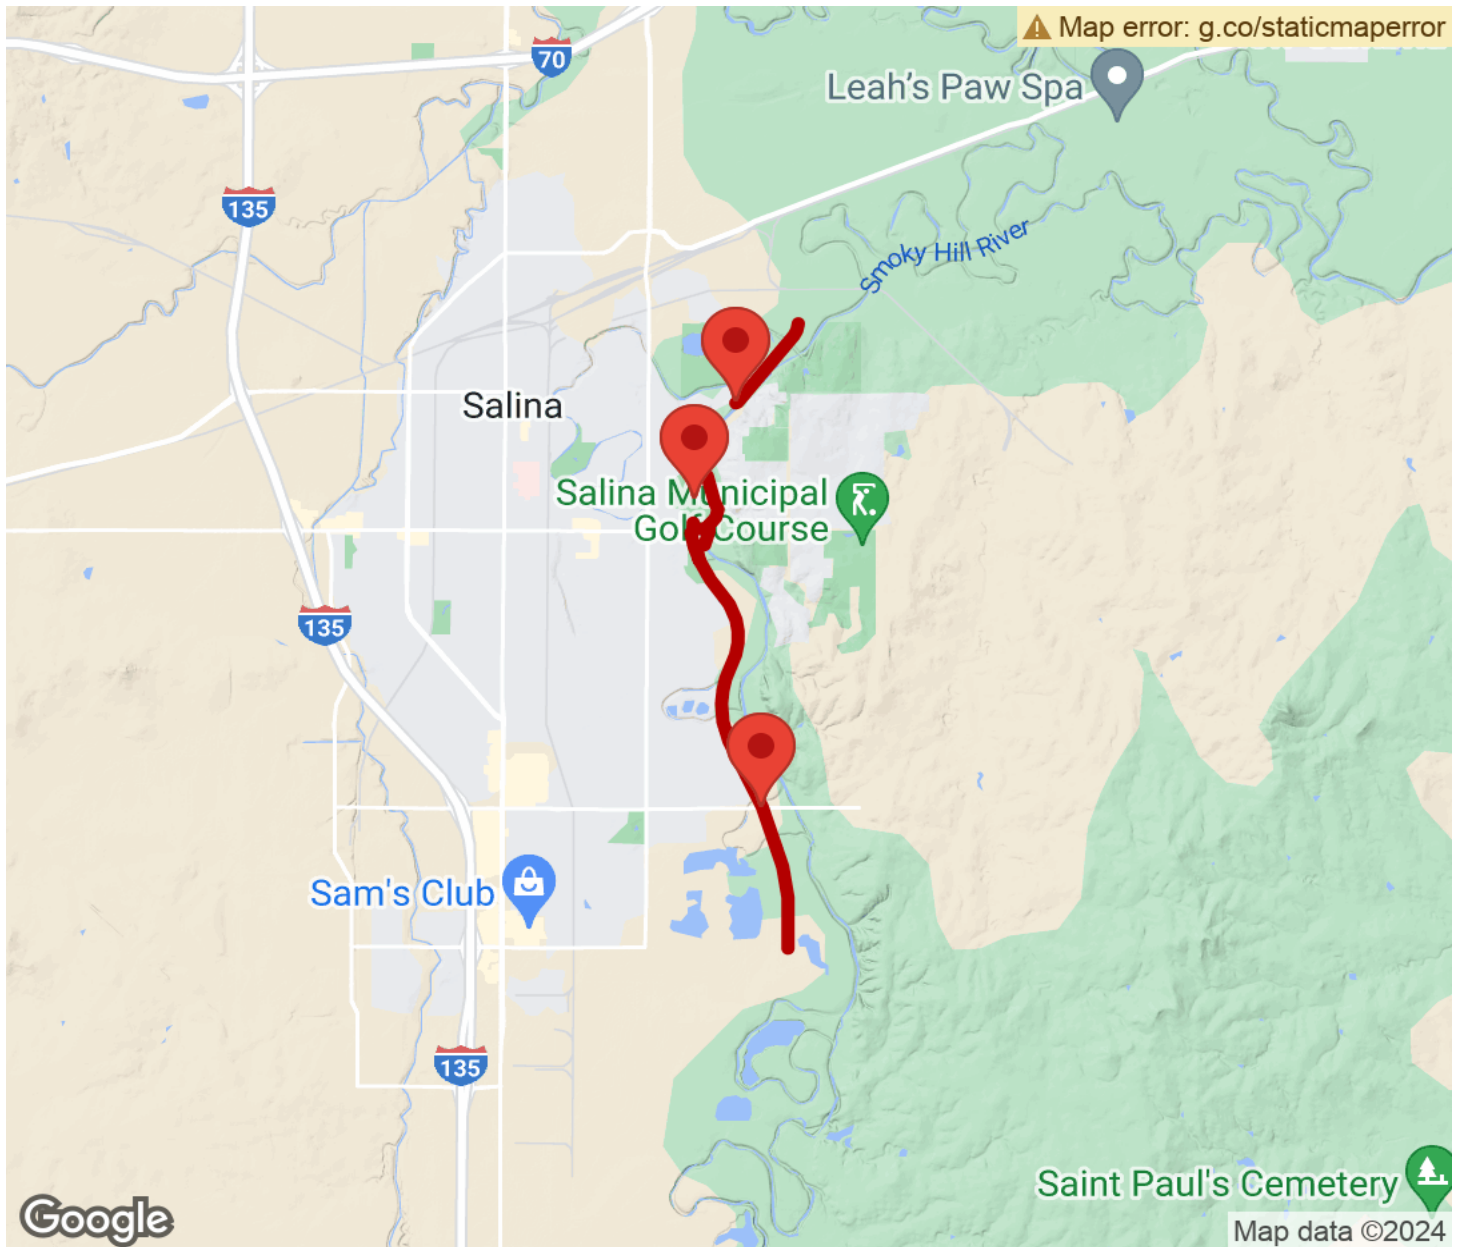 Map error: g.co/staticmaperror
70
Leah's Paw Spa
135
Smoky Hill River
Salina
Salina Municipal
Golf Course
135
Sam's Club
135
Saint Paul's Cemetery
Google
Map data ©2024